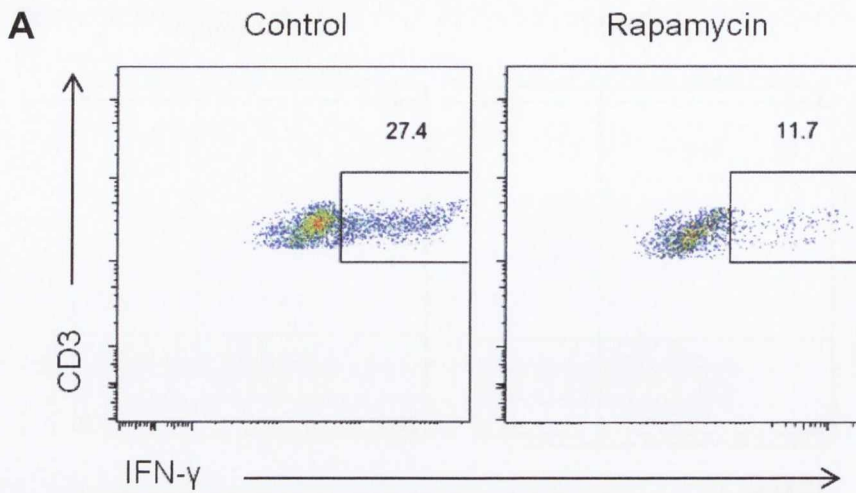 A
Control
Rapamycin
27.4
11.7
CD3
IFN-γ